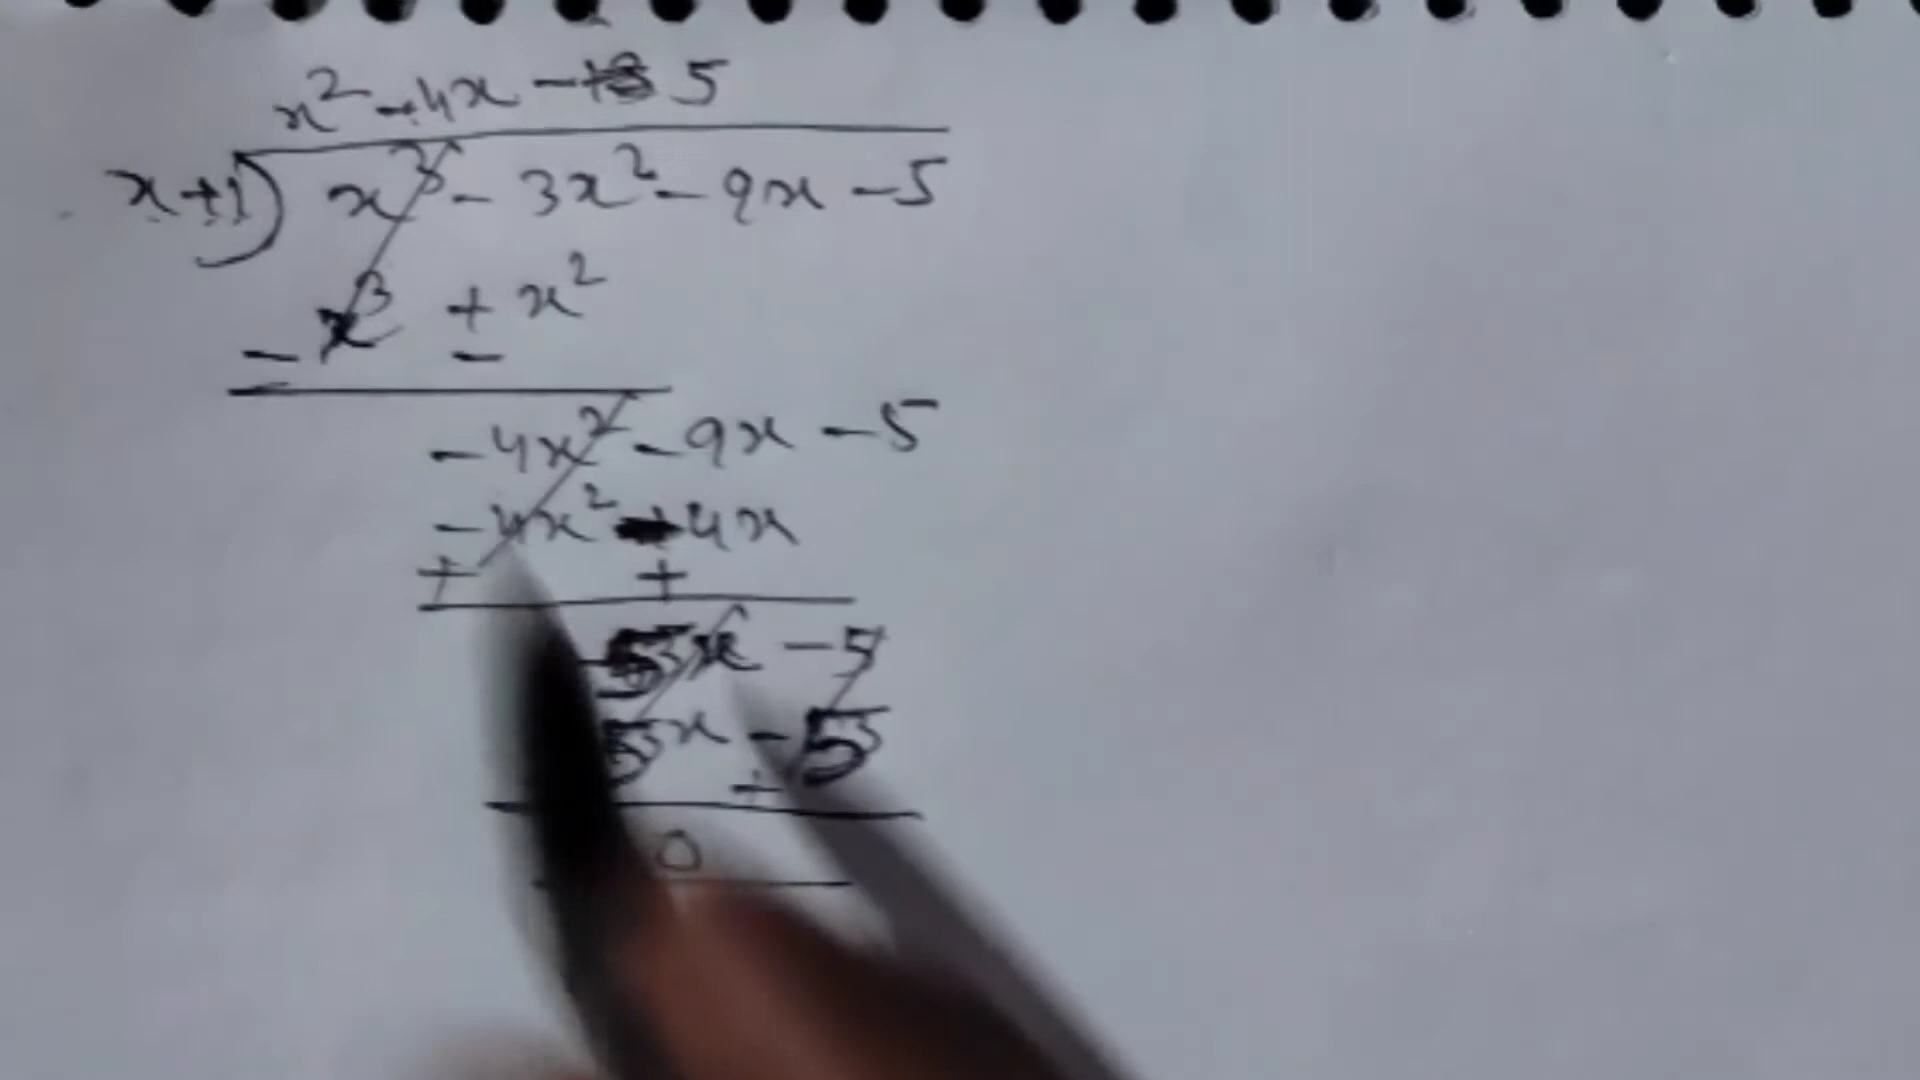 x² - 4x - 5
x+1) x³ - 3x² - 9x - 5
x³ + x²
- -
-4x² - 9x - 5
-4x² - 4x
+ +
-5x - 5
5x - 5
+
0